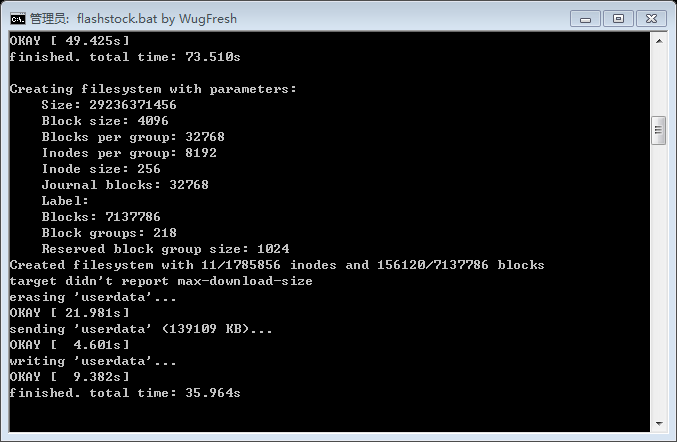 管理员: flashstock.bat by WugFresh
OKAY [ 49.425s]
finished. total time: 73.510s
Creating filesystem with parameters:
    Size: 29236371456
    Block size: 4096
    Blocks per group: 32768
    Inodes per group: 8192
    Inode size: 256
    Journal blocks: 32768
    Label:
    Blocks: 7137786
    Block groups: 218
    Reserved block group size: 1024
Created filesystem with 11/1785856 inodes and 156120/7137786 blocks
target didn't report max-download-size
erasing 'userdata'...
OKAY [ 21.981s]
sending 'userdata' (139109 KB)...
OKAY [  4.601s]
writing 'userdata'...
OKAY [  9.382s]
finished. total time: 35.964s